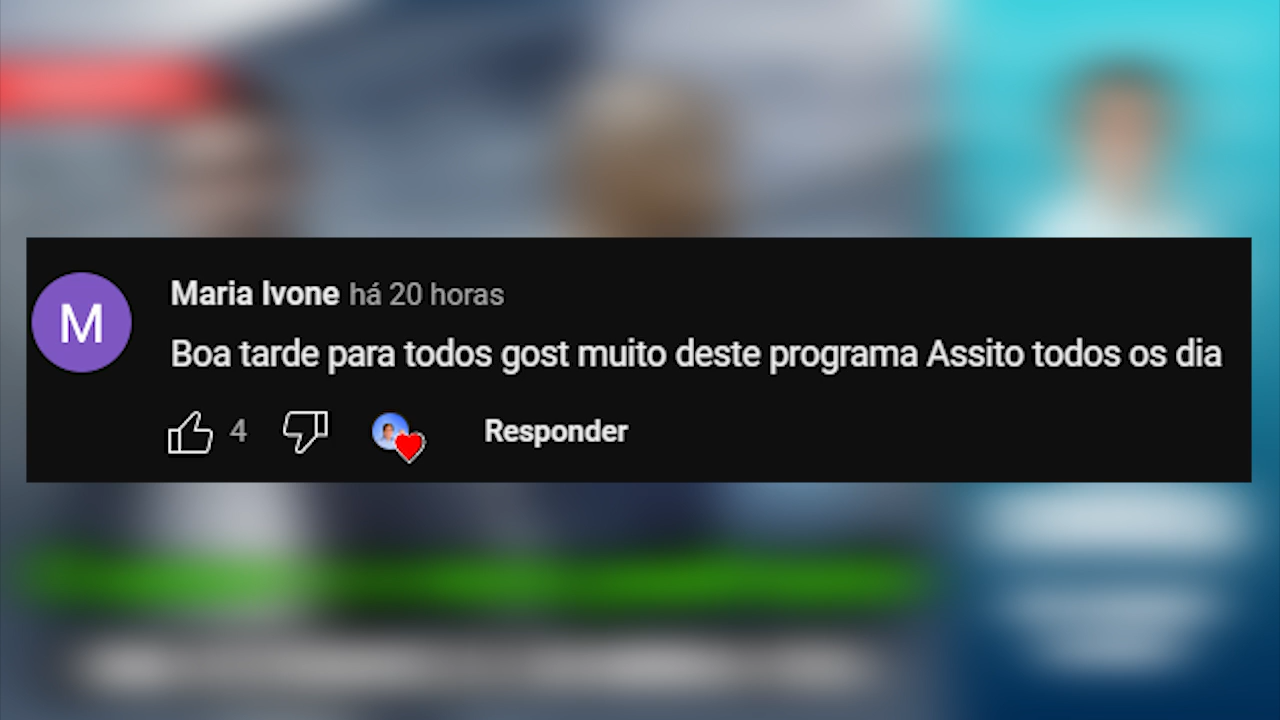 M
Maria Ivone há 20 horas
Boa tarde para todos gost muito deste programa Assito todos os dia
4
Responder